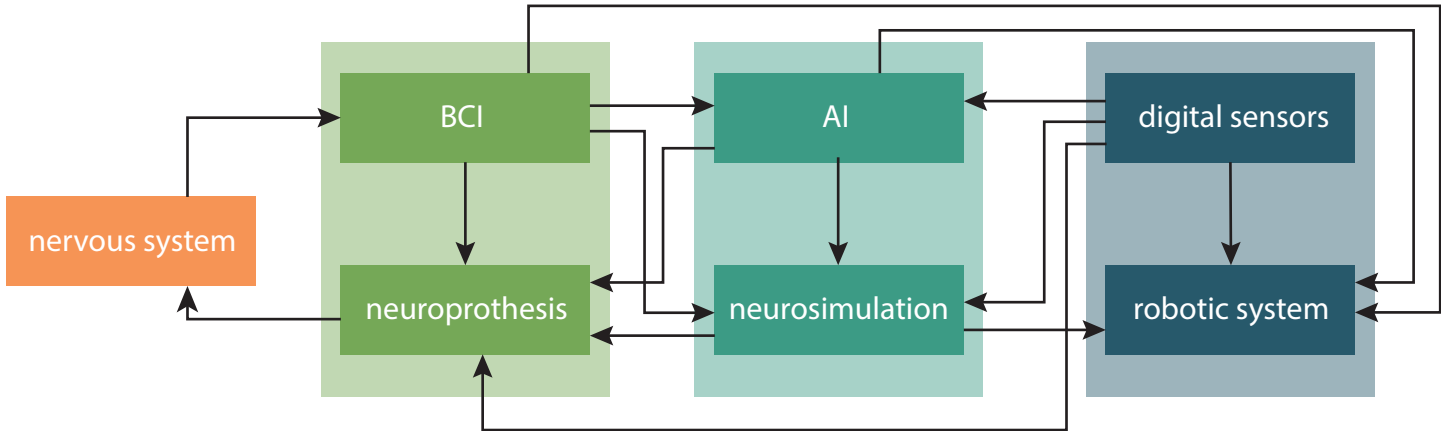 BCI
AI
digital sensors
nervous system
neuroprothesis
neurosimulation
robotic system